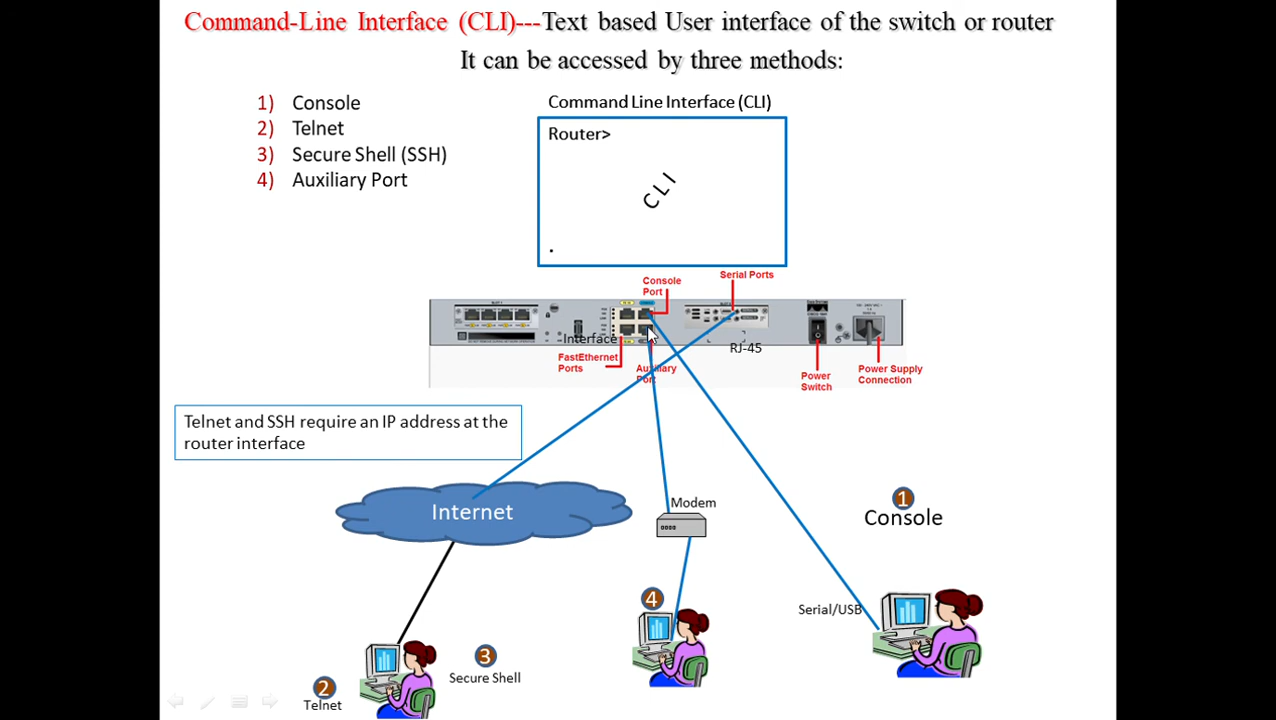 Command-Line Interface (CLI)---Text based User interface of the switch or router
It can be accessed by three methods:
1) Console
2) Telnet
3) Secure Shell (SSH)
4) Auxiliary Port
Command Line Interface (CLI)
Router>
CLI
.
Console Port
Serial Ports
SLOT 1
Interface
RJ-45
FastEthernet Ports
Auxiliary Port
Power Switch
Power Supply Connection
Telnet and SSH require an IP address at the
router interface
Internet
Modem
1
Console
4
Serial/USB
3
Secure Shell
2
Telnet